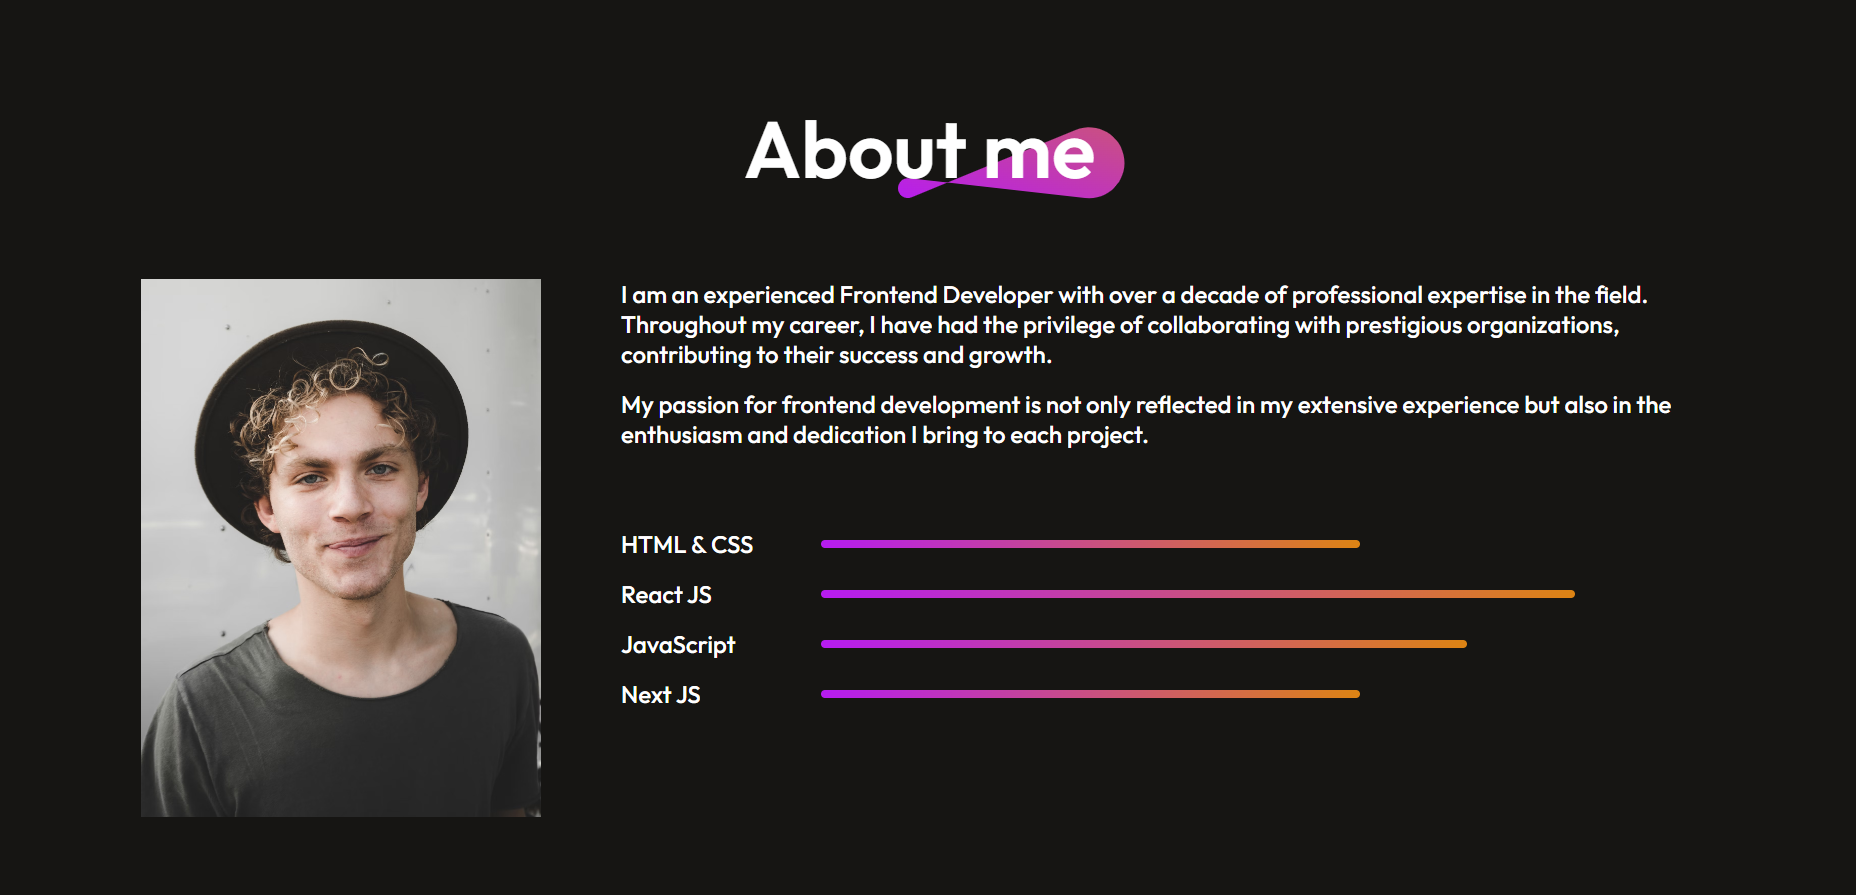 About me
I am an experienced Frontend Developer with over a decade of professional expertise in the field.
Throughout my career, I have had the privilege of collaborating with prestigious organizations,
contributing to their success and growth.
My passion for frontend development is not only reflected in my extensive experience but also in the
enthusiasm and dedication I bring to each project.
HTML & CSS
React JS
JavaScript
Next JS